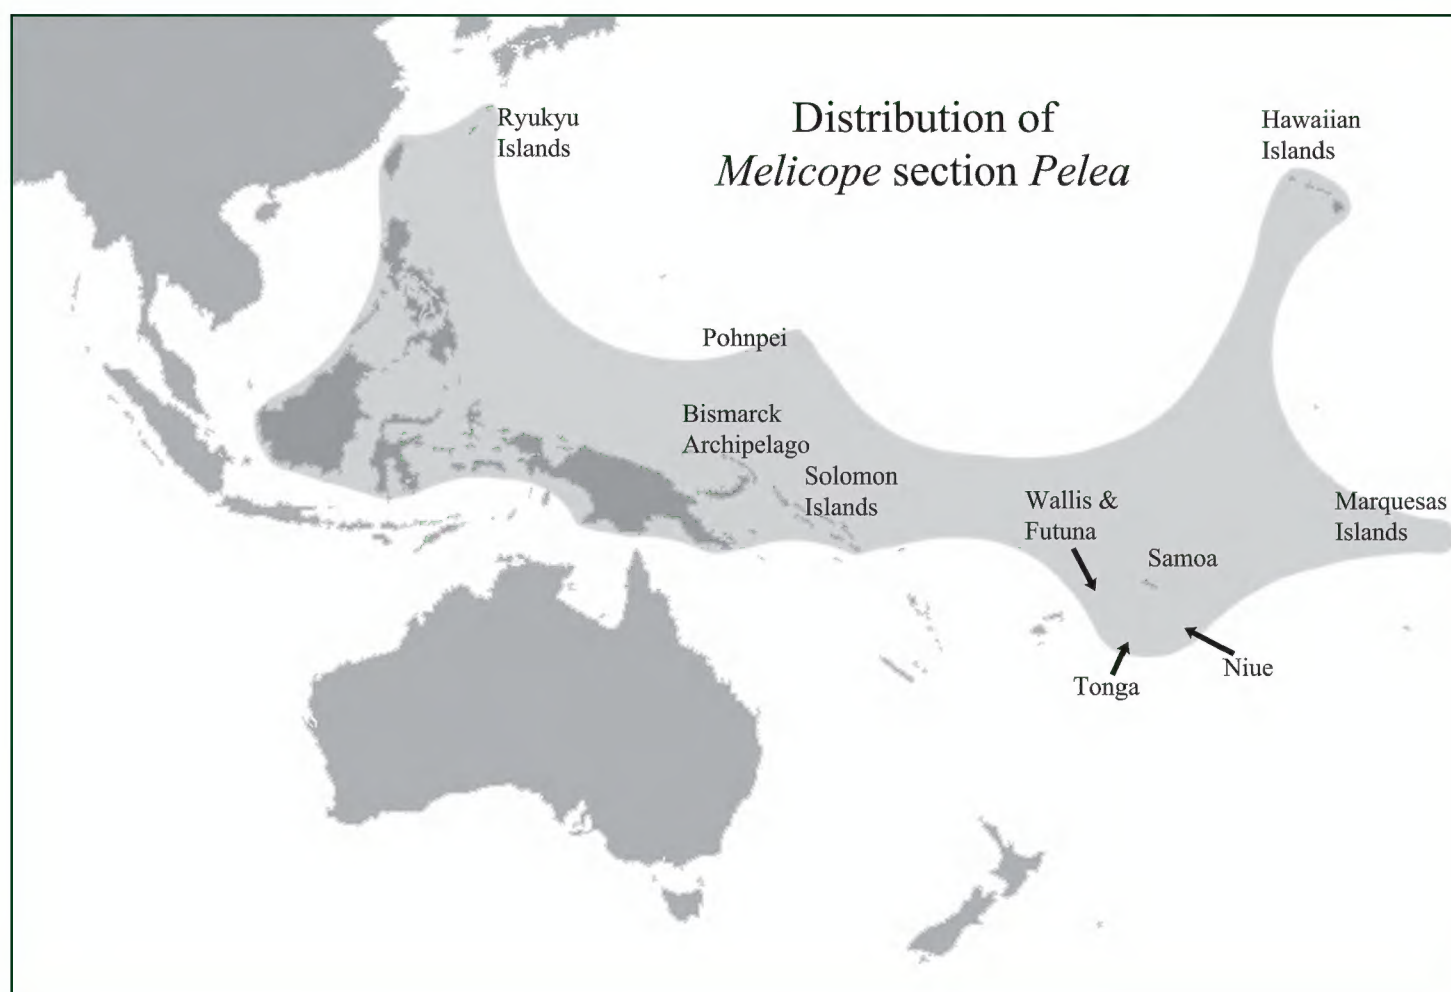 Distribution of
Melicope section Pelea
Ryukyu
Islands
Hawaiian
Islands
Pohnpei
Bismarck
Archipelago
Solomon
Islands
Wallis &
Futuna
Samoa
Marquesas
Islands
Tonga
Niue